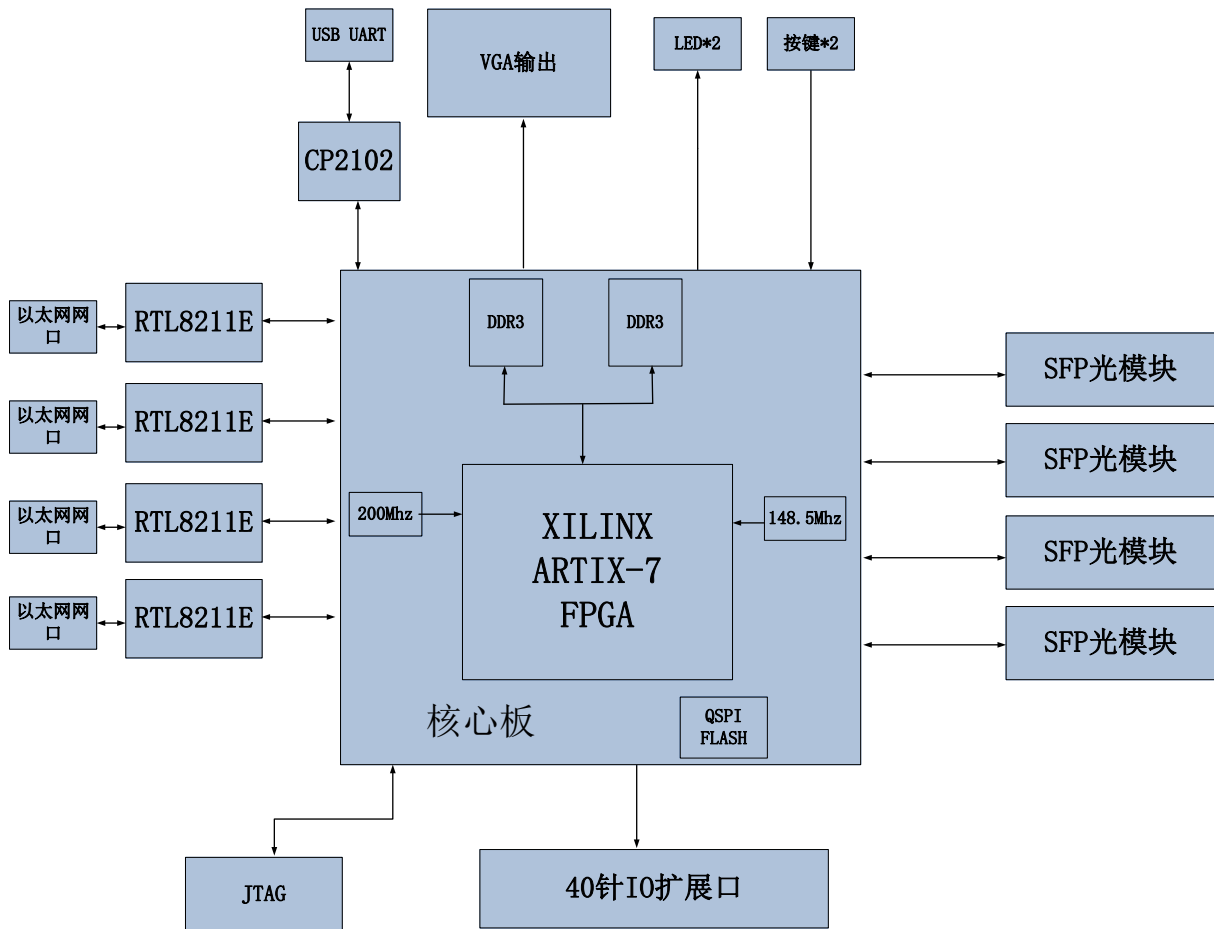 USB UART
VGA输出
LED*2
按键*2
CP2102
以太网网
口
RTL8211E
以太网网
口
RTL8211E
以太网网
口
RTL8211E
以太网网
口
RTL8211E
DDR3
DDR3
200Mhz
XILINX
ARTIX-7
FPGA
148.5Mhz
核心板
QSPI
FLASH
SFP光模块
SFP光模块
SFP光模块
SFP光模块
JTAG
40针IO扩展口